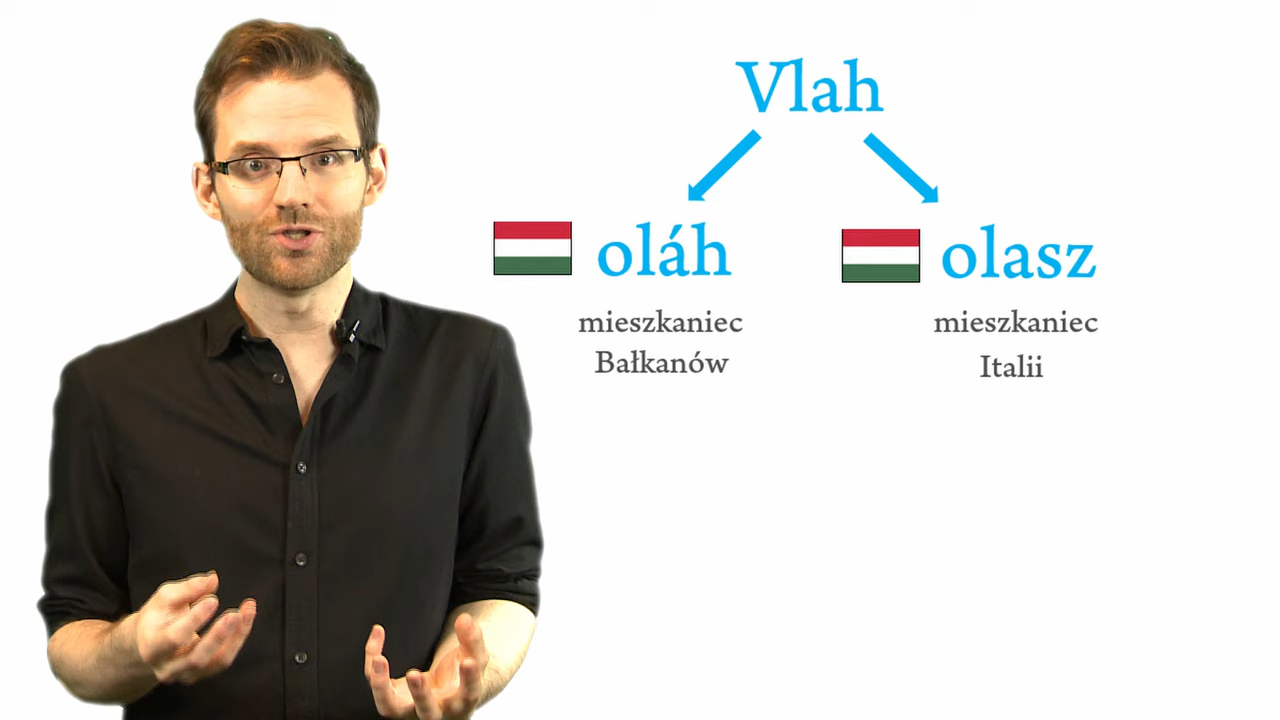 Vlah
oláh
olasz
mieszkaniec
Bałkanów
mieszkaniec
Italii